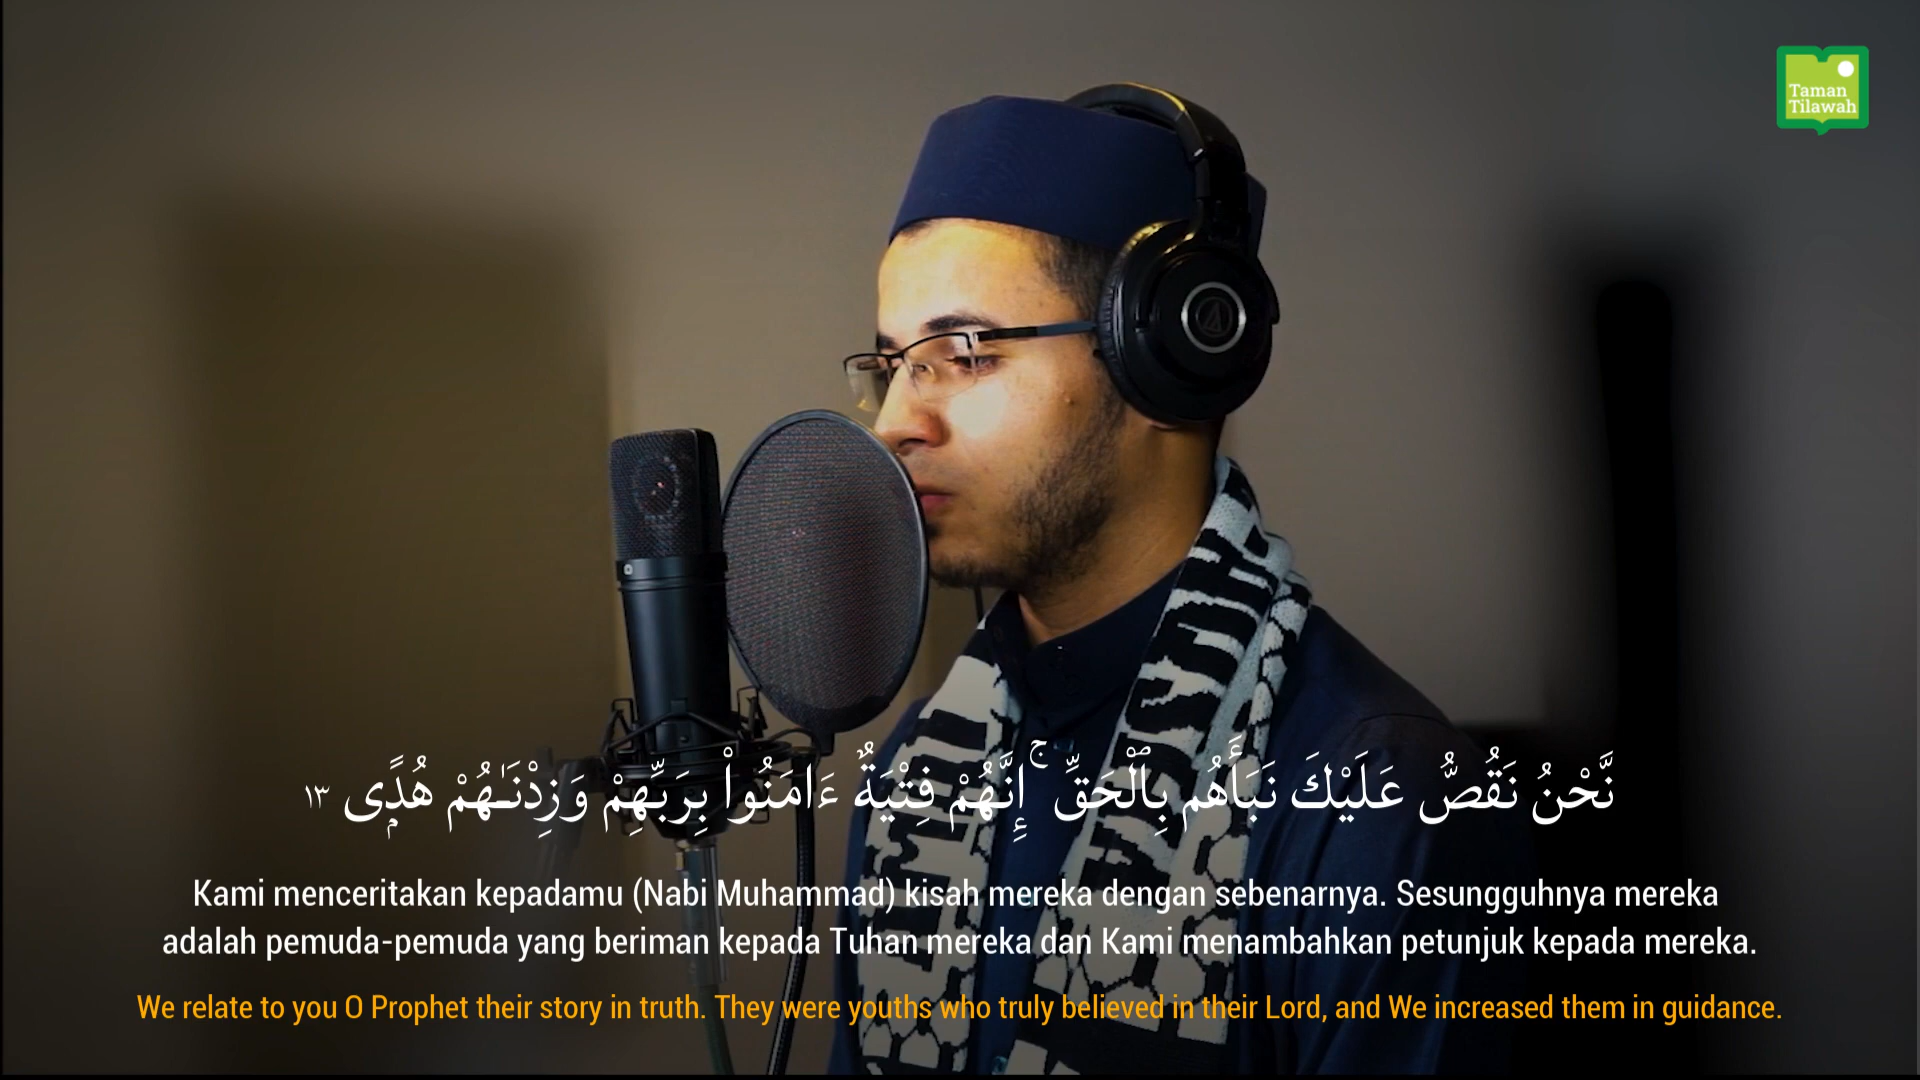 Taman
Tilawah
نَّحْنُ نَقُصُّ عَلَيْكَ نَبَأَهُم بِٱلْحَقِّ ۚ إِنَّهُمْ فِتْيَةٌ ءَامَنُوا۟ بِرَبِّهِمْ وَزِدْنَـٰهُمْ هُدًۭى ١٣
Kami menceritakan kepadamu (Nabi Muhammad) kisah mereka dengan sebenarnya. Sesungguhnya mereka
adalah pemuda-pemuda yang beriman kepada Tuhan mereka dan Kami menambahkan petunjuk kepada mereka.
We relate to you O Prophet their story in truth. They were youths who truly believed in their Lord, and We increased them in guidance.